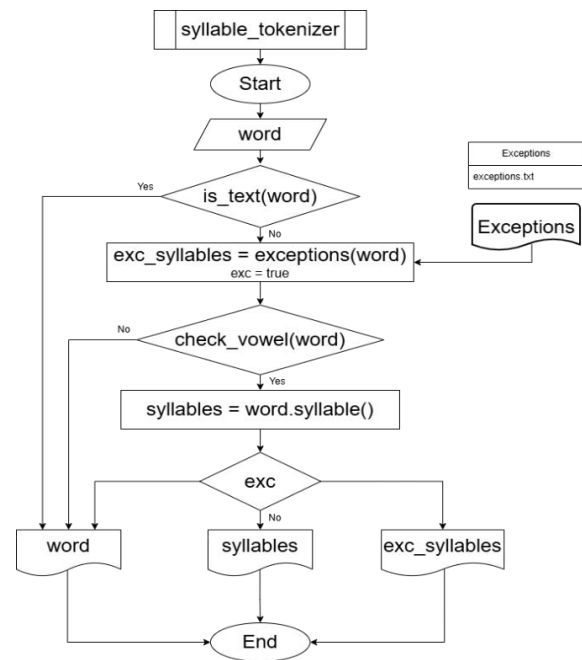 syllable_tokenizer
Start
word
Exceptions
exceptions.txt
Yes
is_text(word)
Exceptions
No
exc_syllables = exceptions(word)
exc = true
No
check_vowel(word)
Yes
syllables = word.syllable()
exc
No
word
syllables
exc_syllables
End